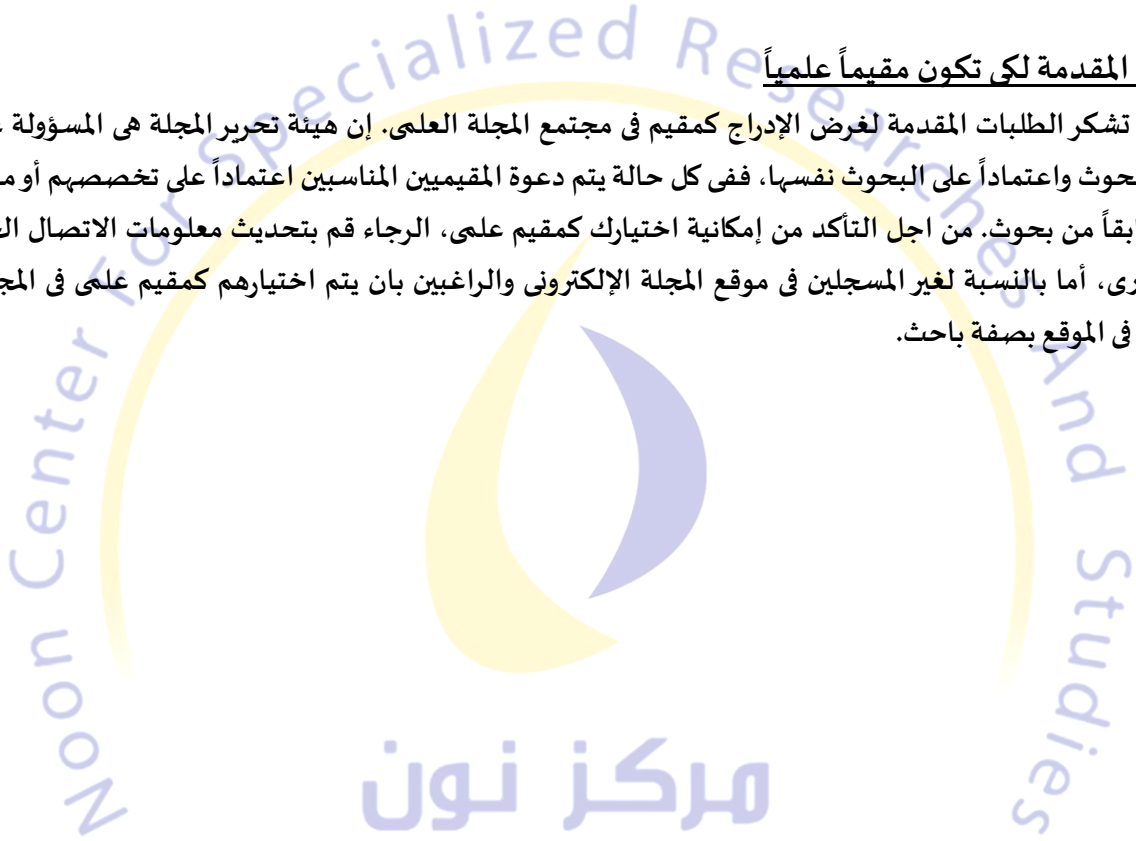 المقدمة لكى تكون مقيماً علمياً
تشكر الطلبات المقدمة لغرض الإدراج كمقيم فى مجتمع المجلة العلمى. إن هيئة تحرير المجلة هى المسؤولة
حوث واعتماداً على البحوث نفسها، ففى كل حالة يتم دعوة المقيميين المناسبين اعتماداً على تخصصهم أو
ابقاً من بحوث. من اجل التأكد من إمكانية اختيارك كمقيم علمى، الرجاء قم بتحديث معلومات الاتصال
رى، أما بالنسبة لغير المسجلين فى موقع المجلة الإلكترونى والراغبين بان يتم اختيارهم كمقيم علمى فى المج
فى الموقع بصفة باحث.
Noon Center For Specialized Researches And Studies
مركز نون